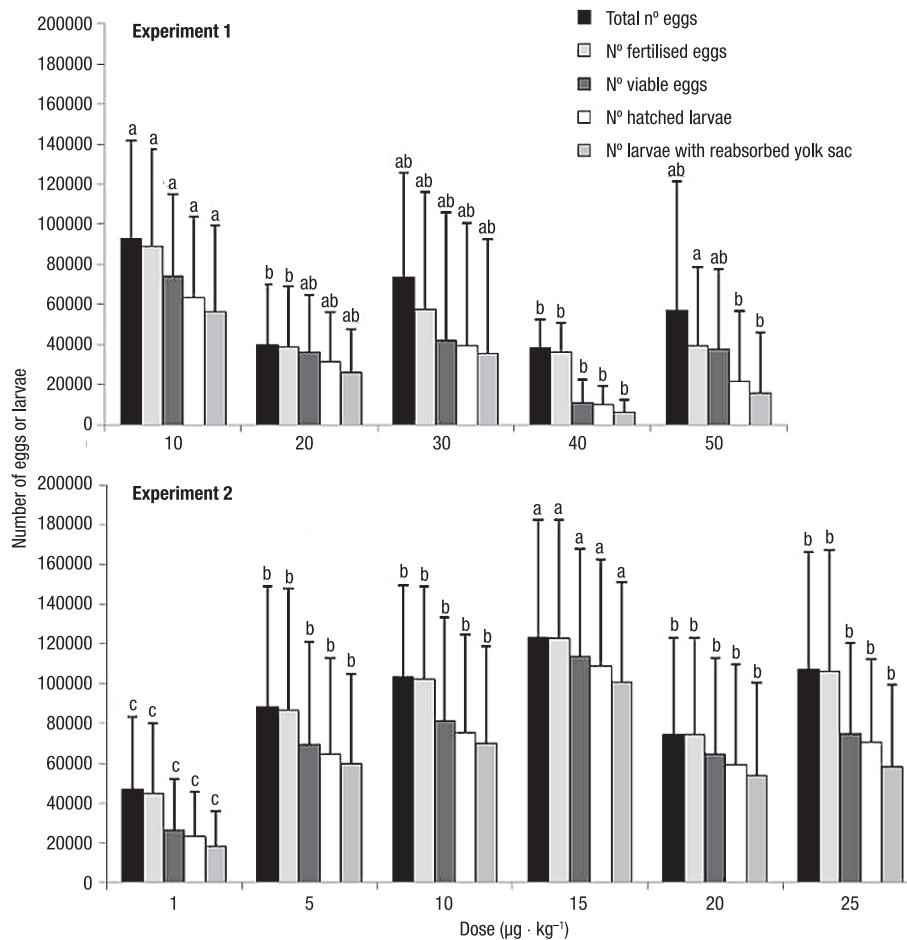 Number of eggs or larvae
Experiment 1
Total nº eggs
Nº fertilised eggs
Nº viable eggs
Nº hatched larvae
Nº larvae with reabsorbed yolk sac
200000
180000
160000
140000
120000
100000
80000
60000
40000
20000
0
a a a a a
b b ab ab ab
ab ab ab ab ab
b b b b b
ab a ab b b
10 20 30 40 50
Experiment 2
200000
180000
160000
140000
120000
100000
80000
60000
40000
20000
0
c c c c c
b b b b b
b b b b b
a a a a a
b b b b b
b b b b b
1 5 10 15 20 25
Dose (µg · kg⁻¹)